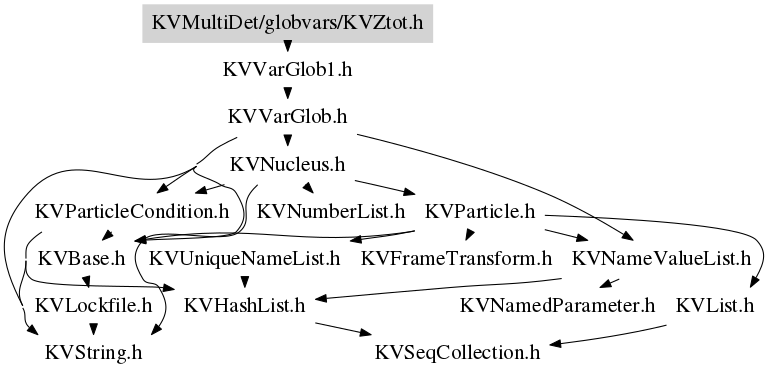 KVMultiDet/globvars/KVZtot.h
KVVarGlob1.h
KVVarGlob.h
KVNucleus.h
KVParticleCondition.h
KVNumberList.h
KVParticle.h
KVBase.h
KVUniqueNameList.h
KVFrameTransform.h
KVNameValueList.h
KVLockfile.h
KVHashList.h
KVNamedParameter.h
KVList.h
KVString.h
KVSeqCollection.h